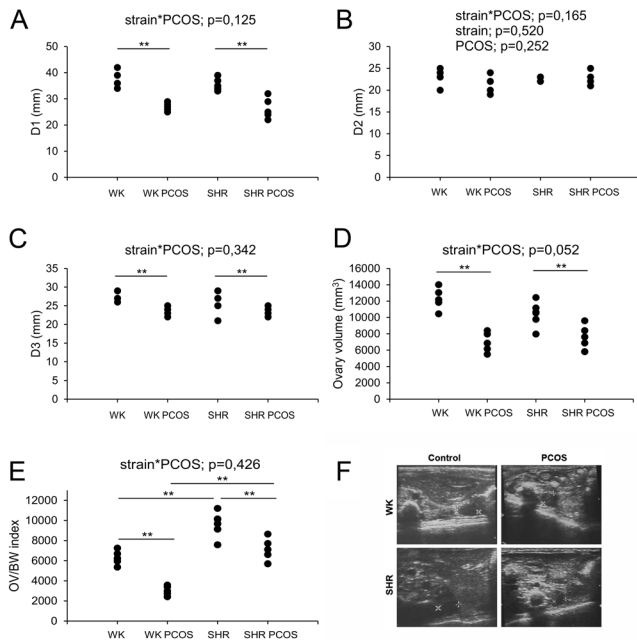 A
strain*PCOS; p=0,125
**
**
D1 (mm)
50
40
30
20
10
0
WK
WK PCOS
SHR
SHR PCOS
B
strain*PCOS; p=0,165
strain; p=0,520
PCOS; p=0,252
D2 (mm)
30
25
20
15
10
5
0
WK
WK PCOS
SHR
SHR PCOS
C
strain*PCOS; p=0,342
**
**
D3 (mm)
35
30
25
20
15
10
5
0
WK
WK PCOS
SHR
SHR PCOS
D
strain*PCOS; p=0,052
**
**
Ovary volume (mm³)
16000
14000
12000
10000
8000
6000
4000
2000
0
WK
WK PCOS
SHR
SHR PCOS
E
strain*PCOS; p=0,426
**
**
**
**
OV/BW index
12000
10000
8000
6000
4000
2000
0
WK
WK PCOS
SHR
SHR PCOS
F
Control
PCOS
WK
SHR